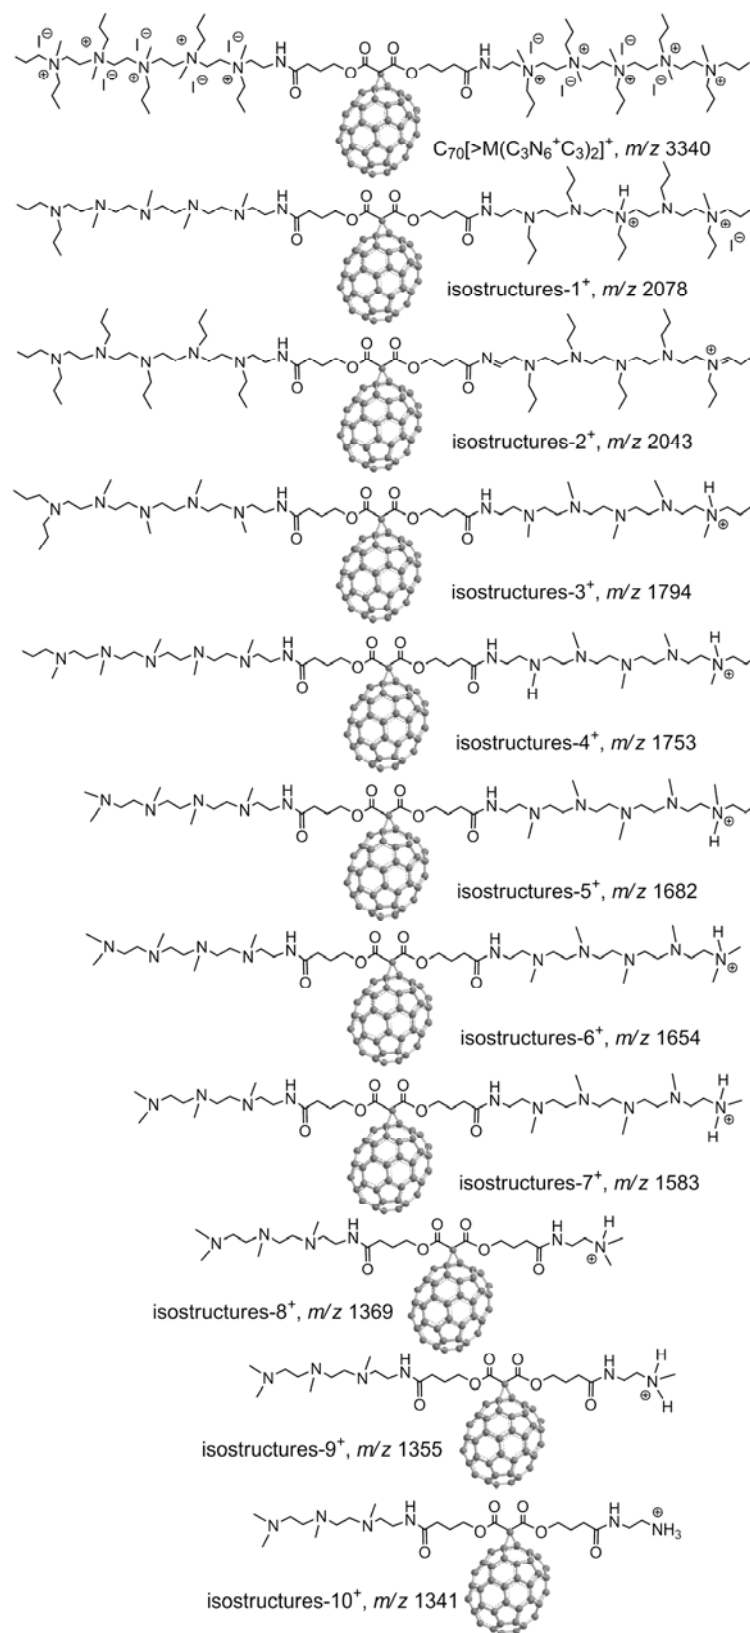 C₇₀[>M(C₃N₆⁺C₃)₂]⁺, m/z 3340
isostructures-1⁺, m/z 2078
isostructures-2⁺, m/z 2043
isostructures-3⁺, m/z 1794
isostructures-4⁺, m/z 1753
isostructures-5⁺, m/z 1682
isostructures-6⁺, m/z 1654
isostructures-7⁺, m/z 1583
isostructures-8⁺, m/z 1369
isostructures-9⁺, m/z 1355
isostructures-10⁺, m/z 1341